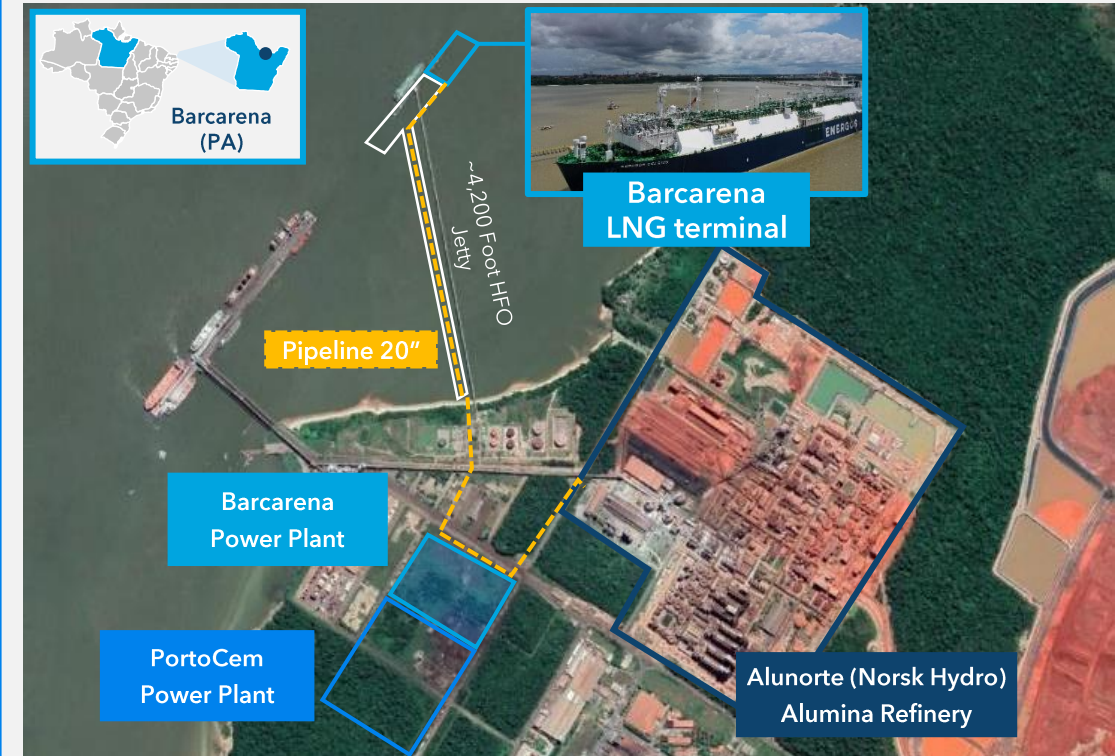 Barcarena
(PA)
ENERGOS
Barcarena
LNG terminal
~4,200 Foot HFO
Jetty
Pipeline 20”
Barcarena
Power Plant
PortoCem
Power Plant
Alunorte (Norsk Hydro)
Alumina Refinery